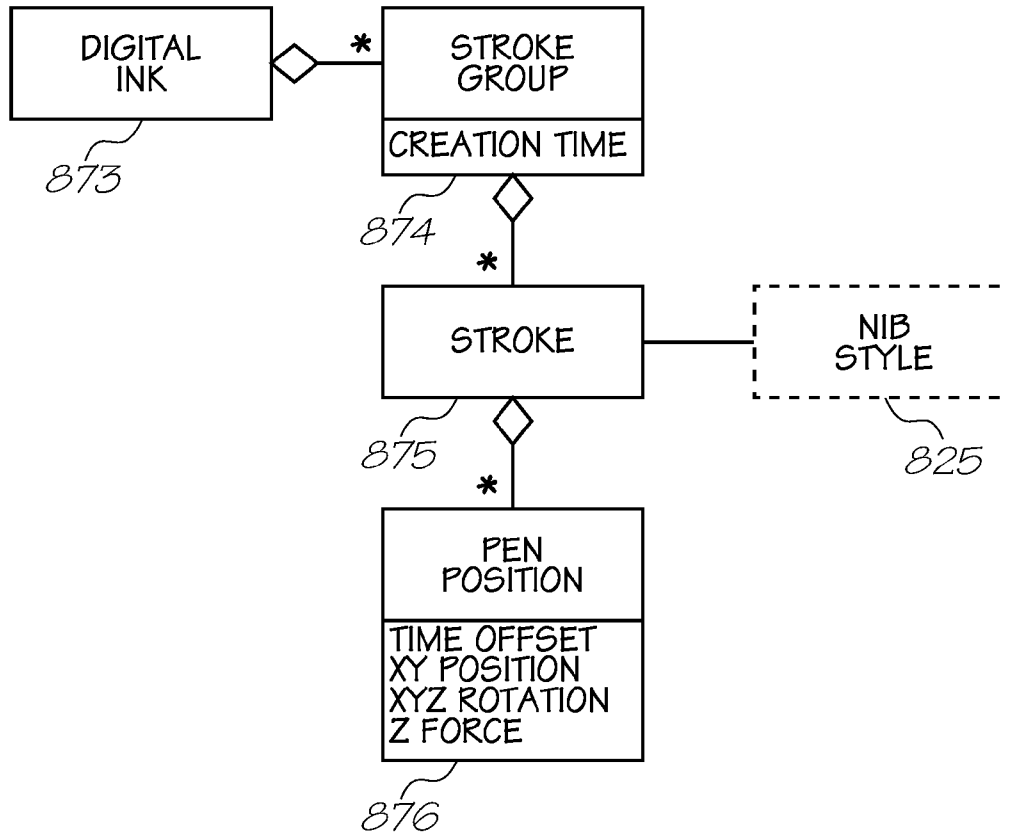 DIGITAL
INK
*
STROKE
GROUP
CREATION TIME
873
874
*
STROKE
NIB
STYLE
875
825
*
PEN
POSITION
TIME OFFSET
XY POSITION
XYZ ROTATION
Z FORCE
876